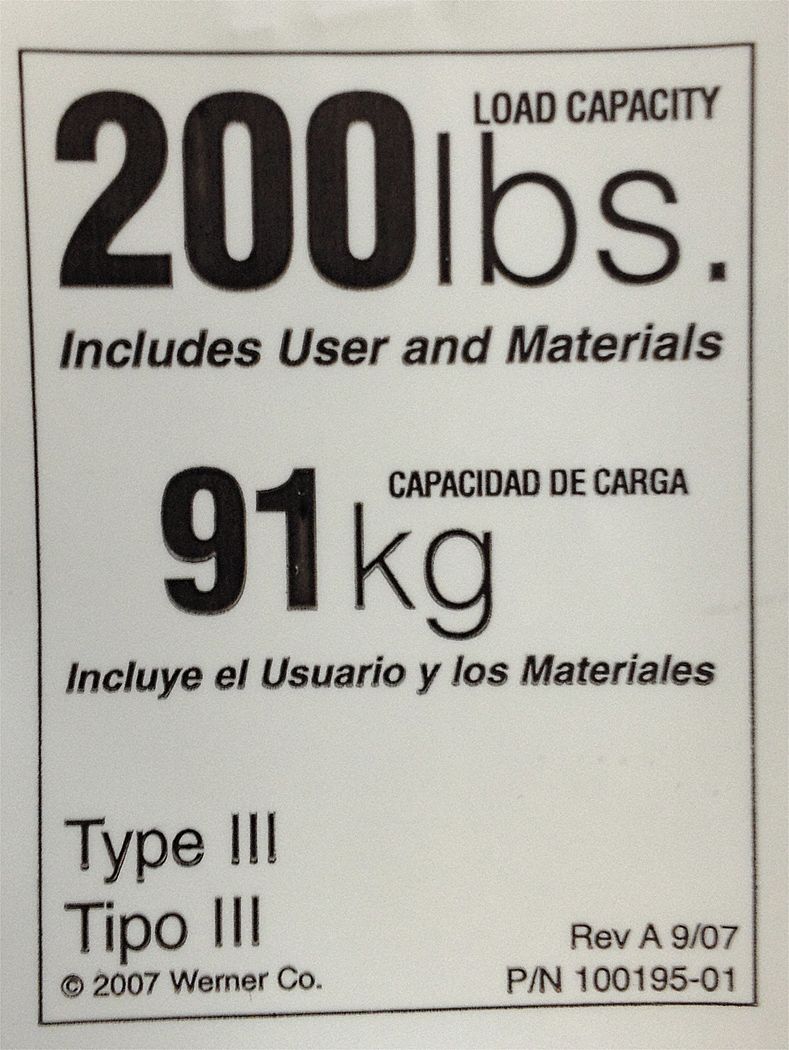 LOAD CAPACITY
200lbs.
Includes User and Materials
CAPACIDAD DE CARGA
91kg
Incluye el Usuario y los Materiales
Type III
Tipo III
Rev A 9/07
© 2007 Werner Co.
P/N 100195-01